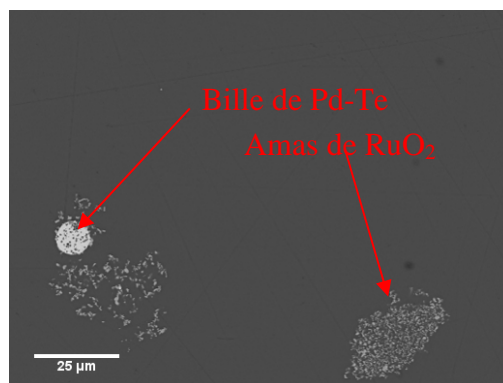 Bille de Pd-Te
Amas de RuO₂
25 µm